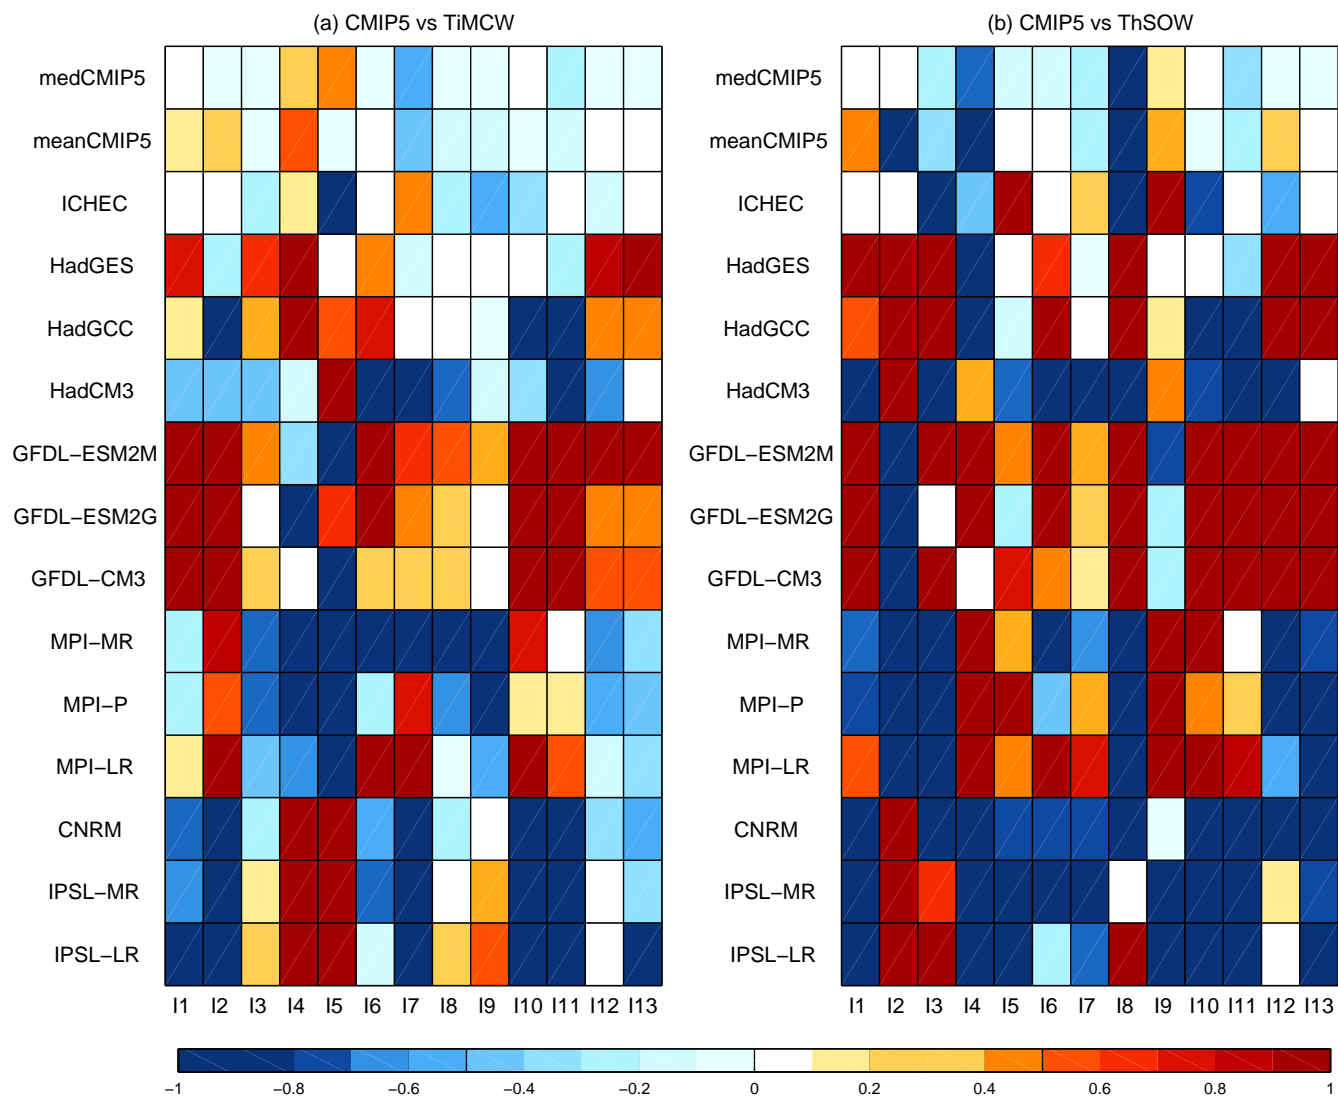 (a) CMIP5 vs TiMCW
(b) CMIP5 vs ThSOW
medCMIP5
meanCMIP5
ICHEC
HadGES
HadGCC
HadCM3
GFDL−ESM2M
GFDL−ESM2G
GFDL−CM3
MPI−MR
MPI−P
MPI−LR
CNRM
IPSL−MR
IPSL−LR
I1 I2 I3 I4 I5 I6 I7 I8 I9 I10 I11 I12 I13
medCMIP5
meanCMIP5
ICHEC
HadGES
HadGCC
HadCM3
GFDL−ESM2M
GFDL−ESM2G
GFDL−CM3
MPI−MR
MPI−P
MPI−LR
CNRM
IPSL−MR
IPSL−LR
I1 I2 I3 I4 I5 I6 I7 I8 I9 I10 I11 I12 I13
−1 −0.8 −0.6 −0.4 −0.2 0 0.2 0.4 0.6 0.8 1